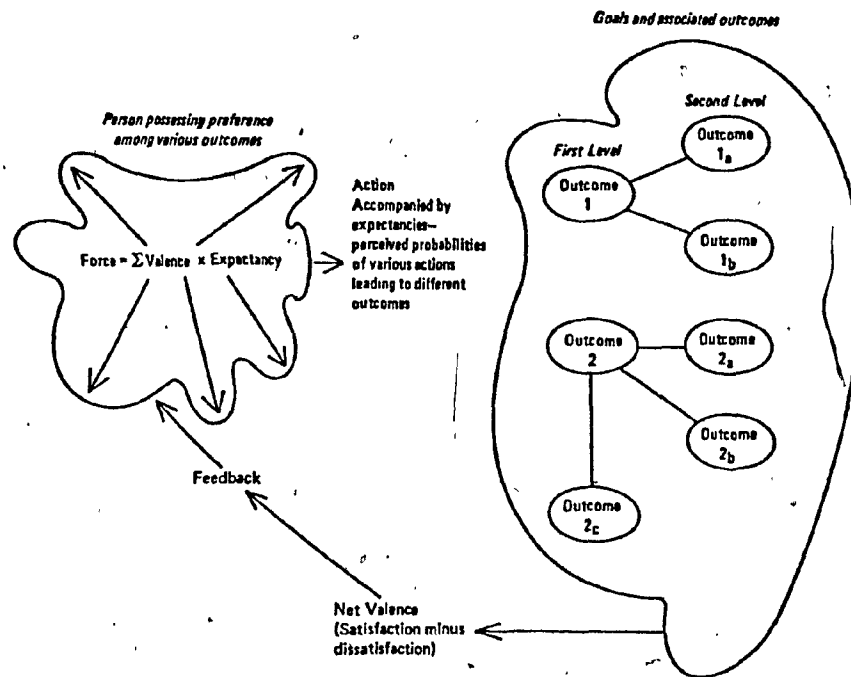 Goals and associated outcomes
Person possessing preference
among various outcomes
Second Level
First Level
Outcome
1a
Outcome
1
Outcome
1b
Action
Accompanied by
expectancies–
perceived probabilities
of various actions
leading to different
outcomes
Force = Σ Valence x Expectancy
Outcome
2
Outcome
2a
Outcome
2b
Outcome
2c
Feedback
Net Valence
(Satisfaction minus
dissatisfaction)